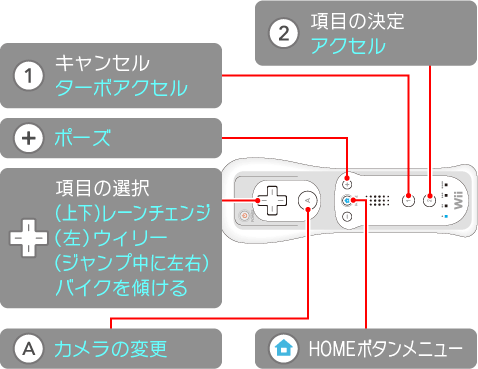 2 項目の決定
アクセル
1 キャンセル
ターボアクセル
+ ポーズ
項目の選択
(上下)レーンチェンジ
(左)ウィリー
(ジャンプ中に左右)
バイクを傾ける
A カメラの変更
HOMEボタンメニュー
A
1
2
Wii